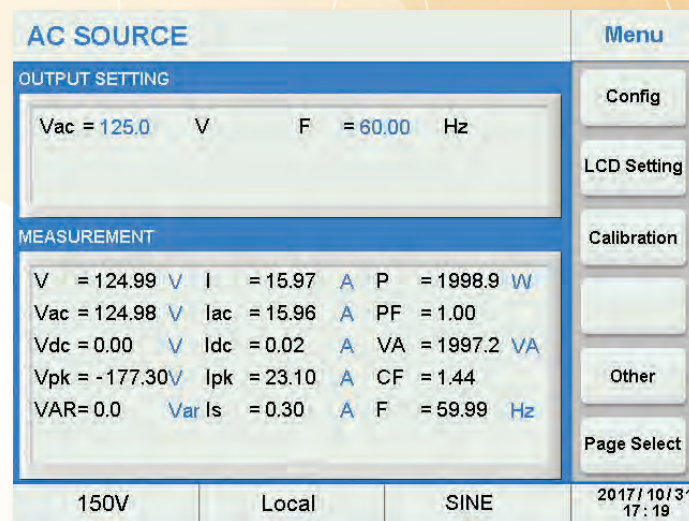 AC SOURCE
Menu
OUTPUT SETTING
Vac = 125.0 V F = 60.00 Hz
Config
LCD Setting
Calibration
Other
Page Select
MEASUREMENT
V = 124.99 V I = 15.97 A P = 1998.9 W
Vac = 124.98 V Iac = 15.96 A PF = 1.00
Vdc = 0.00 V Idc = 0.02 A VA = 1997.2 VA
Vpk = -177.30V Ipk = 23.10 A CF = 1.44
VAR= 0.0 Var Is = 0.30 A F = 59.99 Hz
150V Local SINE
2017/10/31
17:19